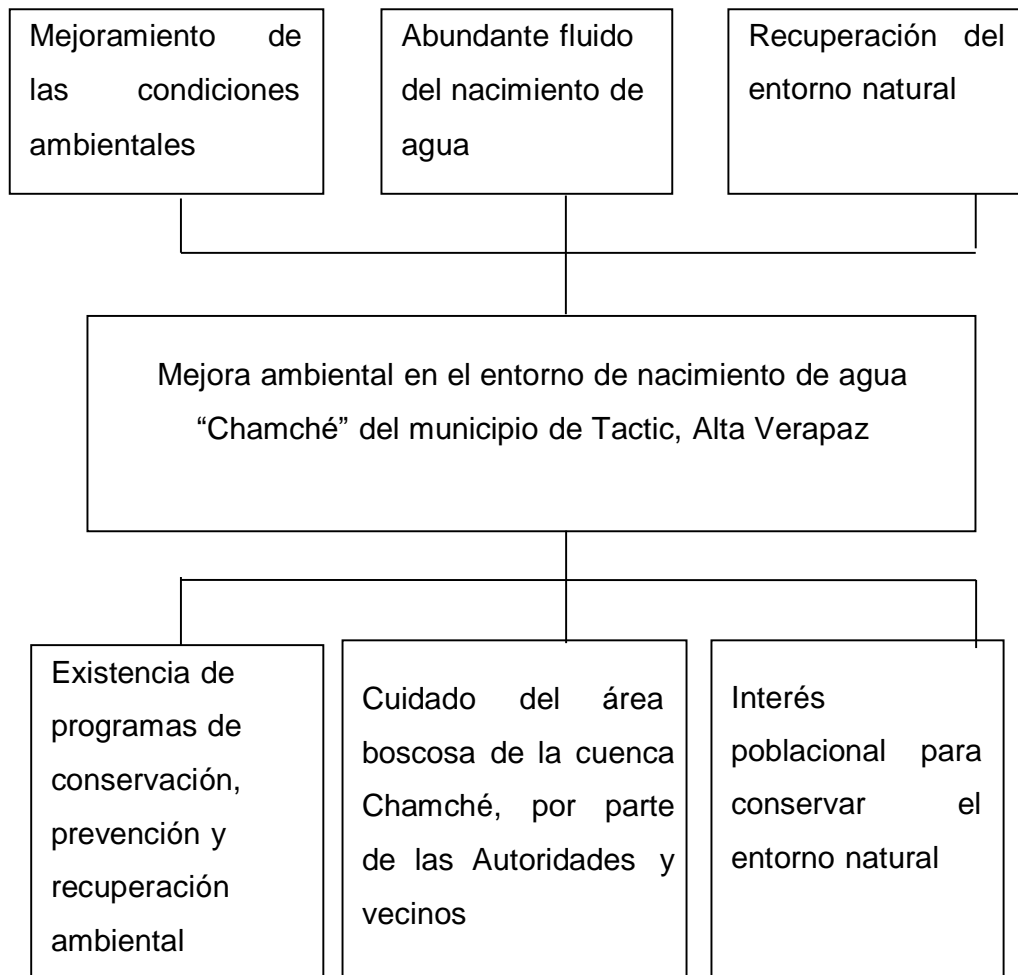 Mejoramiento de
las condiciones
ambientales
Abundante fluido
del nacimiento de
agua
Recuperación del
entorno natural
Mejora ambiental en el entorno de nacimiento de agua
“Chamché” del municipio de Tactic, Alta Verapaz
Existencia de
programas de
conservación,
prevención y
recuperación
ambiental
Cuidado del área
boscosa de la cuenca
Chamché, por parte
de las Autoridades y
vecinos
Interés
poblacional para
conservar el
entorno natural